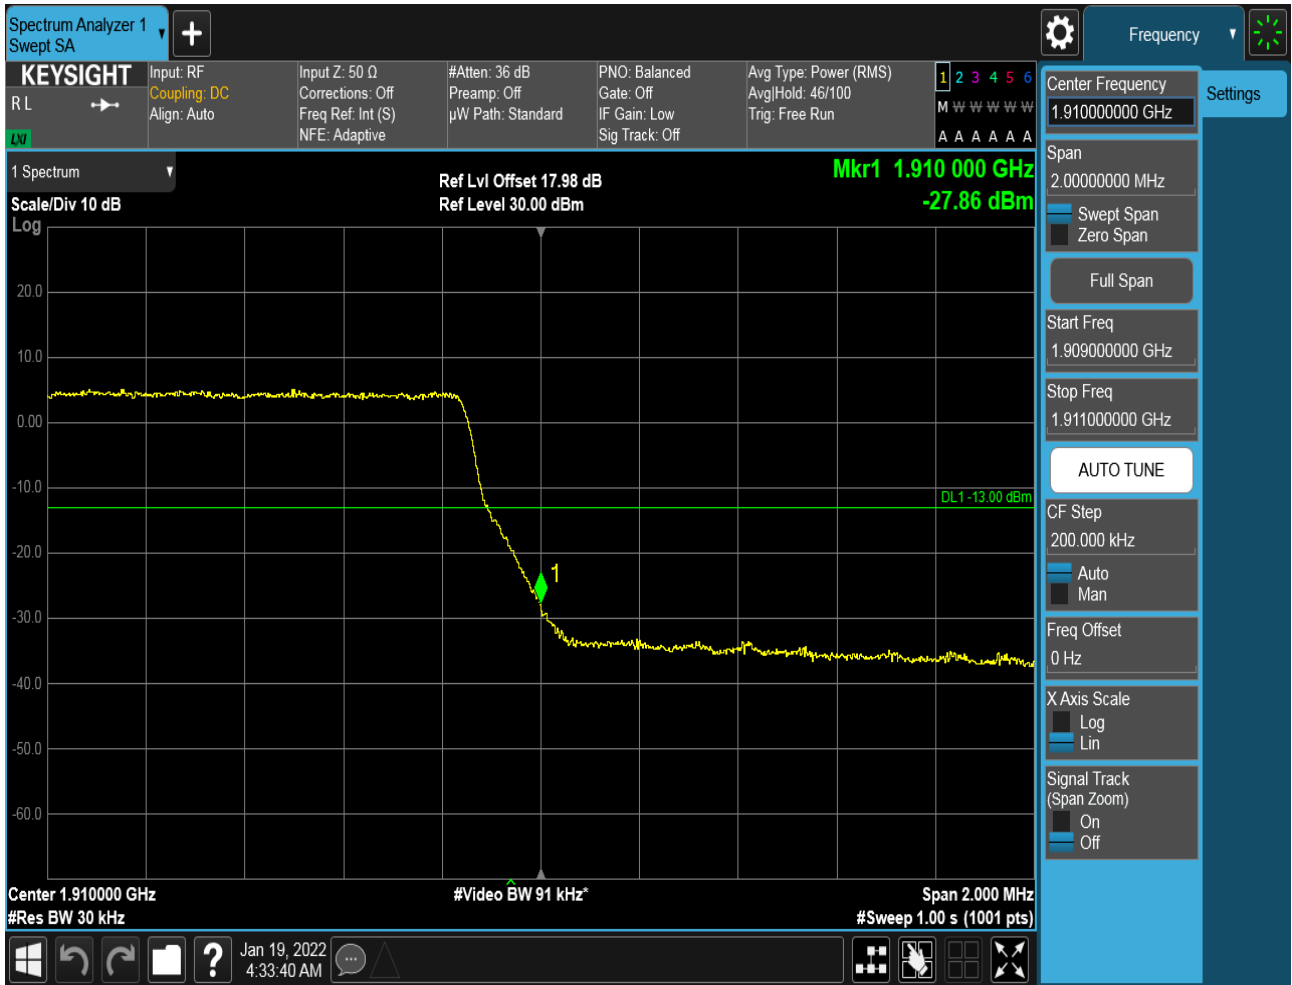 Spectrum Analyzer 1
Swept SA
Frequency
KEYSIGHT
R L
LXI
Input: RF
Coupling: DC
Align: Auto
Input Z: 50 Ω
Corrections: Off
Freq Ref: Int (S)
NFE: Adaptive
#Atten: 36 dB
Preamp: Off
µW Path: Standard
PNO: Balanced
Gate: Off
IF Gain: Low
Sig Track: Off
Avg Type: Power (RMS)
Avg|Hold: 46/100
Trig: Free Run
1 2 3 4 5 6
M W W W W W
A A A A A A
1 Spectrum
Scale/Div 10 dB
Log
Ref Lvl Offset 17.98 dB
Ref Level 30.00 dBm
Mkr1 1.910 000 GHz
-27.86 dBm
20.0
10.0
0.00
-10.0
-20.0
-30.0
-40.0
-50.0
-60.0
DL1 -13.00 dBm
1
Center 1.910000 GHz
#Res BW 30 kHz
#Video BW 91 kHz*
Span 2.000 MHz
#Sweep 1.00 s (1001 pts)
Jan 19, 2022
4:33:40 AM
?
Center Frequency
1.910000000 GHz
Settings
Span
2.00000000 MHz
Swept Span
Zero Span
Full Span
Start Freq
1.909000000 GHz
Stop Freq
1.911000000 GHz
AUTO TUNE
CF Step
200.000 kHz
Auto
Man
Freq Offset
0 Hz
X Axis Scale
Log
Lin
Signal Track
(Span Zoom)
On
Off